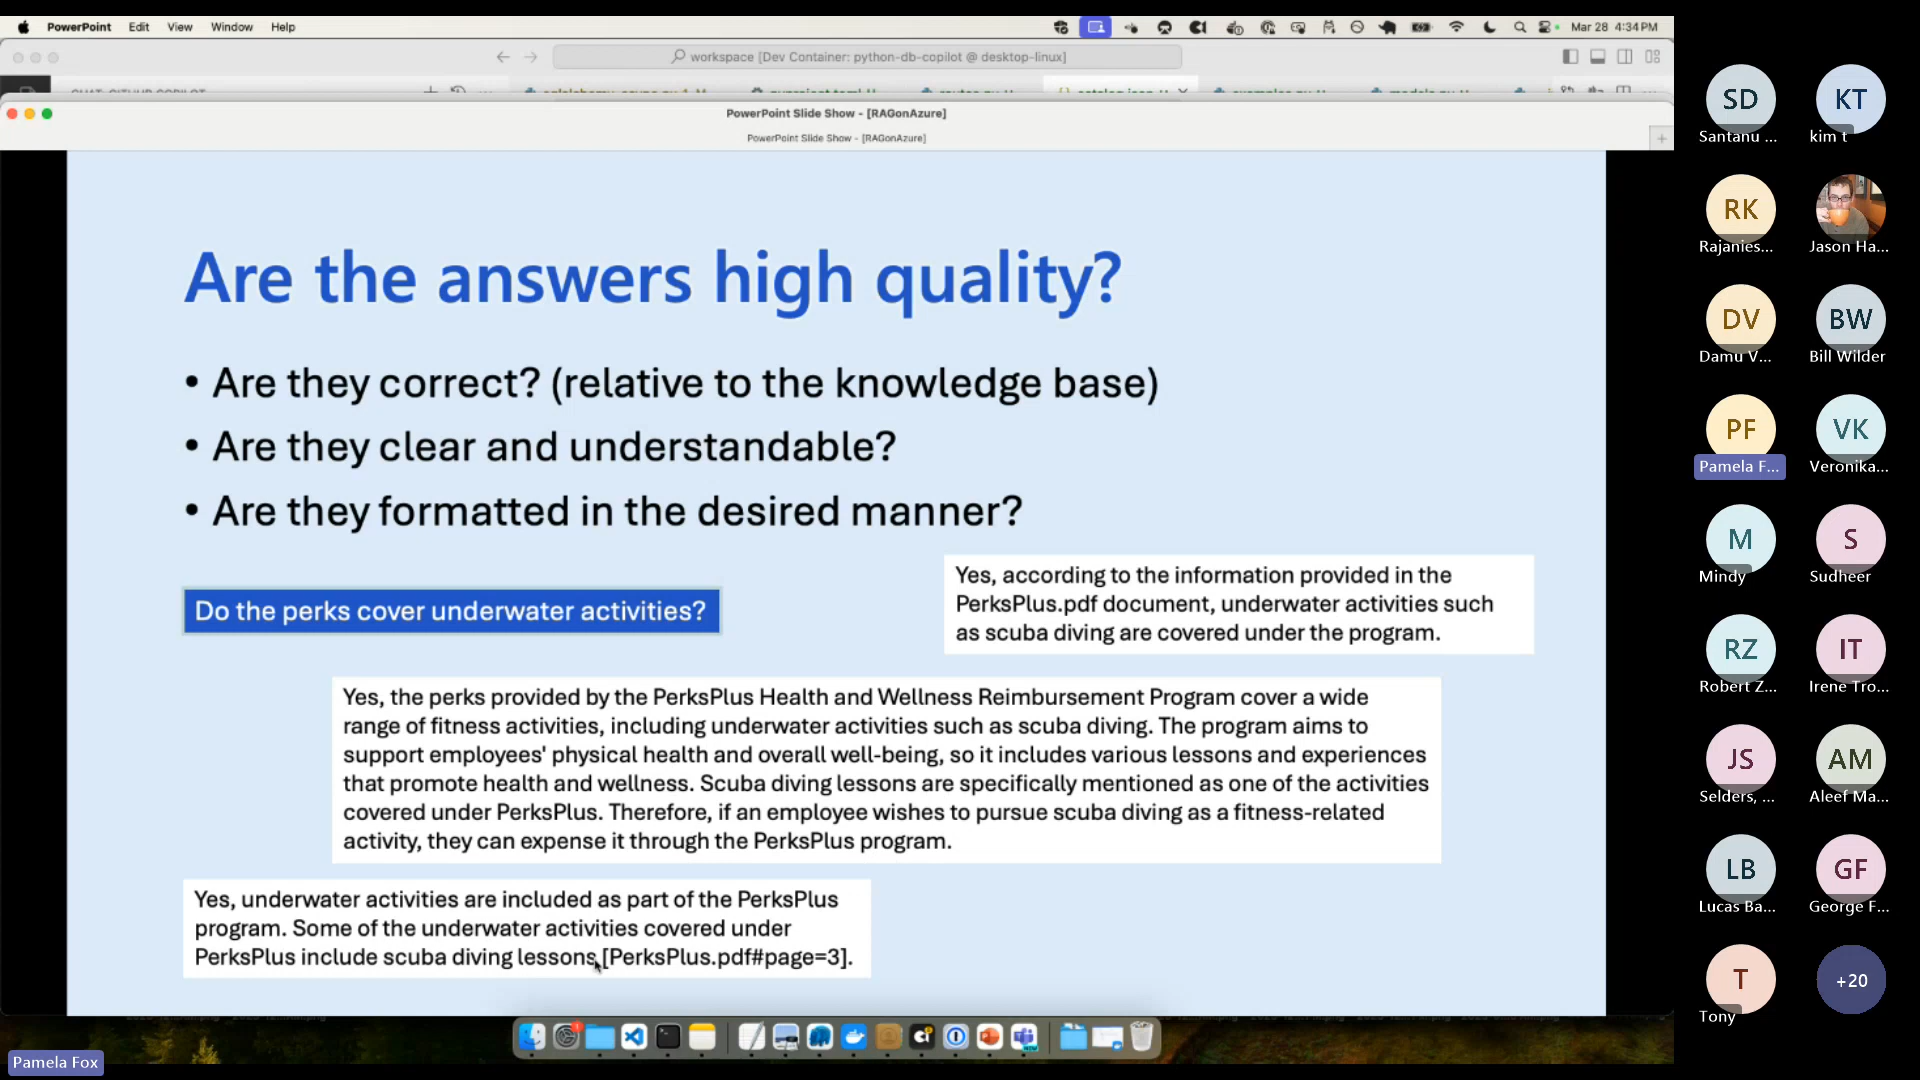 PowerPoint Edit View Window Help
Mar 28 4:34 PM
workspace [Dev Container: python-db-copilot @ desktop-linux]
PowerPoint Slide Show - [RAGonAzure]
PowerPoint Slide Show - [RAGonAzure]
Are the answers high quality?
• Are they correct? (relative to the knowledge base)
• Are they clear and understandable?
• Are they formatted in the desired manner?
Do the perks cover underwater activities?
Yes, according to the information provided in the
PerksPlus.pdf document, underwater activities such
as scuba diving are covered under the program.
Yes, the perks provided by the PerksPlus Health and Wellness Reimbursement Program cover a wide
range of fitness activities, including underwater activities such as scuba diving. The program aims to
support employees' physical health and overall well-being, so it includes various lessons and experiences
that promote health and wellness. Scuba diving lessons are specifically mentioned as one of the activities
covered under PerksPlus. Therefore, if an employee wishes to pursue scuba diving as a fitness-related
activity, they can expense it through the PerksPlus program.
Yes, underwater activities are included as part of the PerksPlus
program. Some of the underwater activities covered under
PerksPlus include scuba diving lessons [PerksPlus.pdf#page=3].
Pamela Fox
SD KT
Santanu ... kim t
RK
Rajanies... Jason Ha...
DV BW
Damu V... Bill Wilder
PF VK
Pamela F... Veronika...
M S
Mindy Sudheer
RZ IT
Robert Z... Irene Tro...
JS AM
Selders, ... Aleef Ma...
LB GF
Lucas Ba... George F...
T +20
Tony